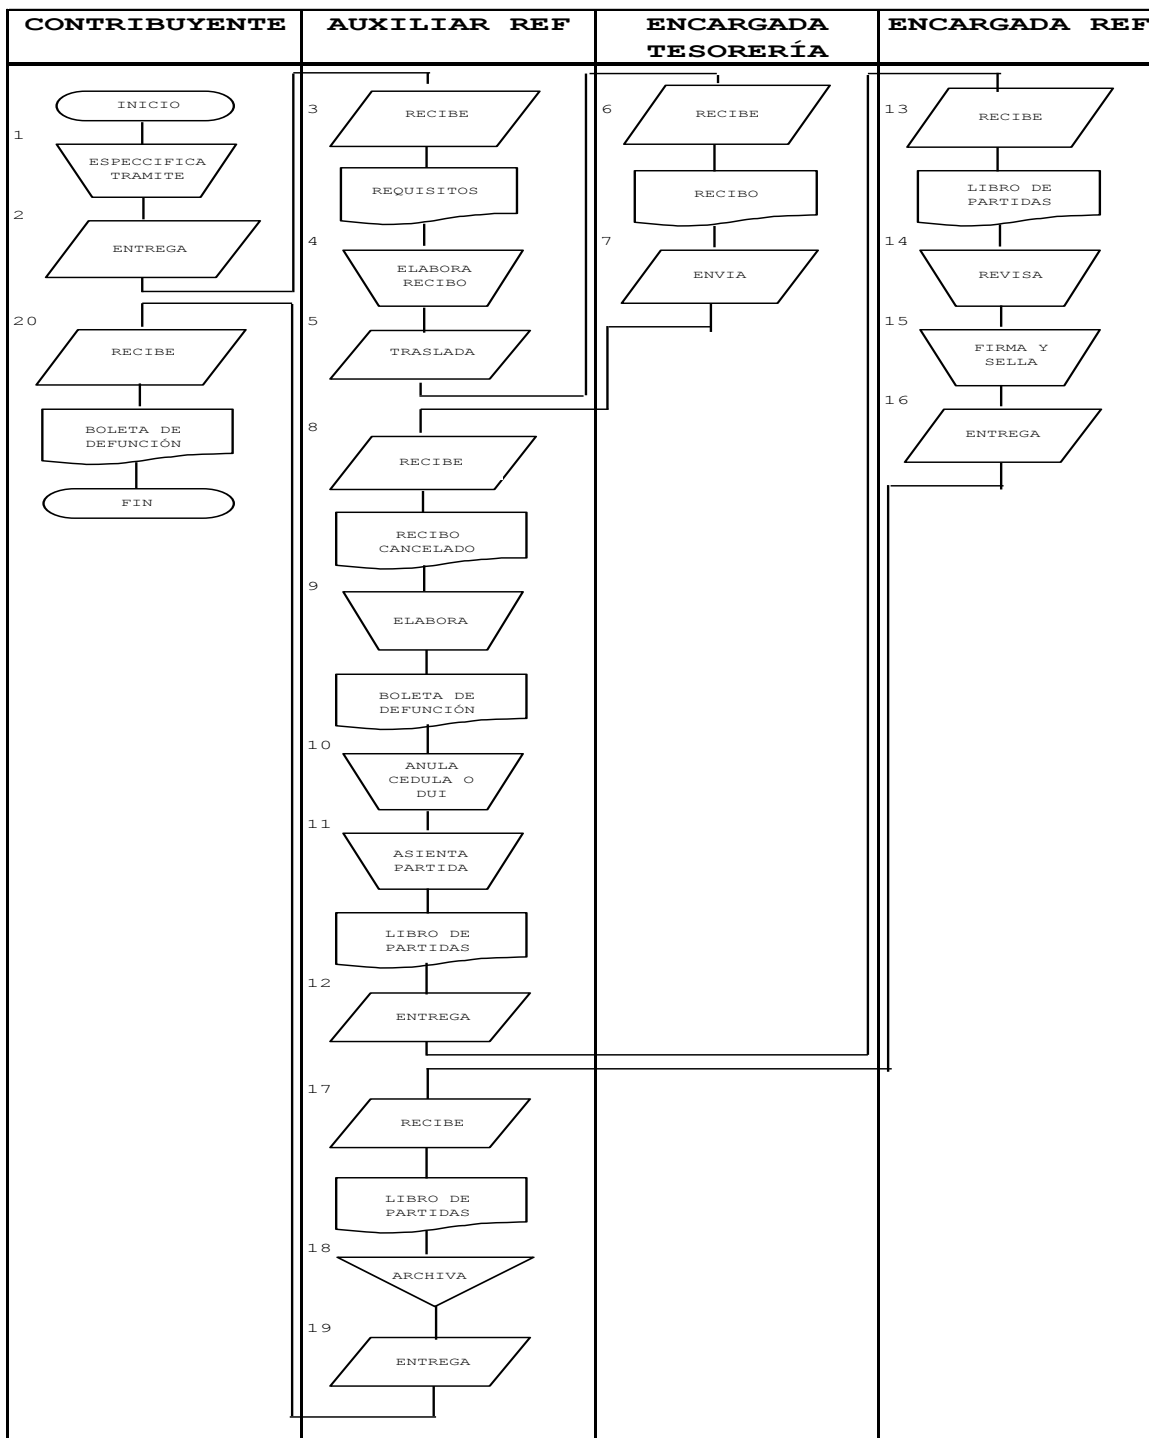 CONTRIBUYENTE
AUXILIAR REF
ENCARGADA
TESORERÍA
ENCARGADA REF
INICIO
1
ESPECCIFICA
TRAMITE
2
ENTREGA
20
RECIBE
BOLETA DE
DEFUNCIÓN
FIN
3
RECIBE
REQUISITOS
4
ELABORA
RECIBO
5
TRASLADA
8
RECIBE
RECIBO
CANCELADO
9
ELABORA
BOLETA DE
DEFUNCIÓN
10
ANULA
CEDULA O
DUI
11
ASIENTA
PARTIDA
LIBRO DE
PARTIDAS
12
ENTREGA
17
RECIBE
LIBRO DE
PARTIDAS
18
ARCHIVA
19
ENTREGA
6
RECIBE
RECIBO
7
ENVIA
13
RECIBE
LIBRO DE
PARTIDAS
14
REVISA
15
FIRMA Y
SELLA
16
ENTREGA